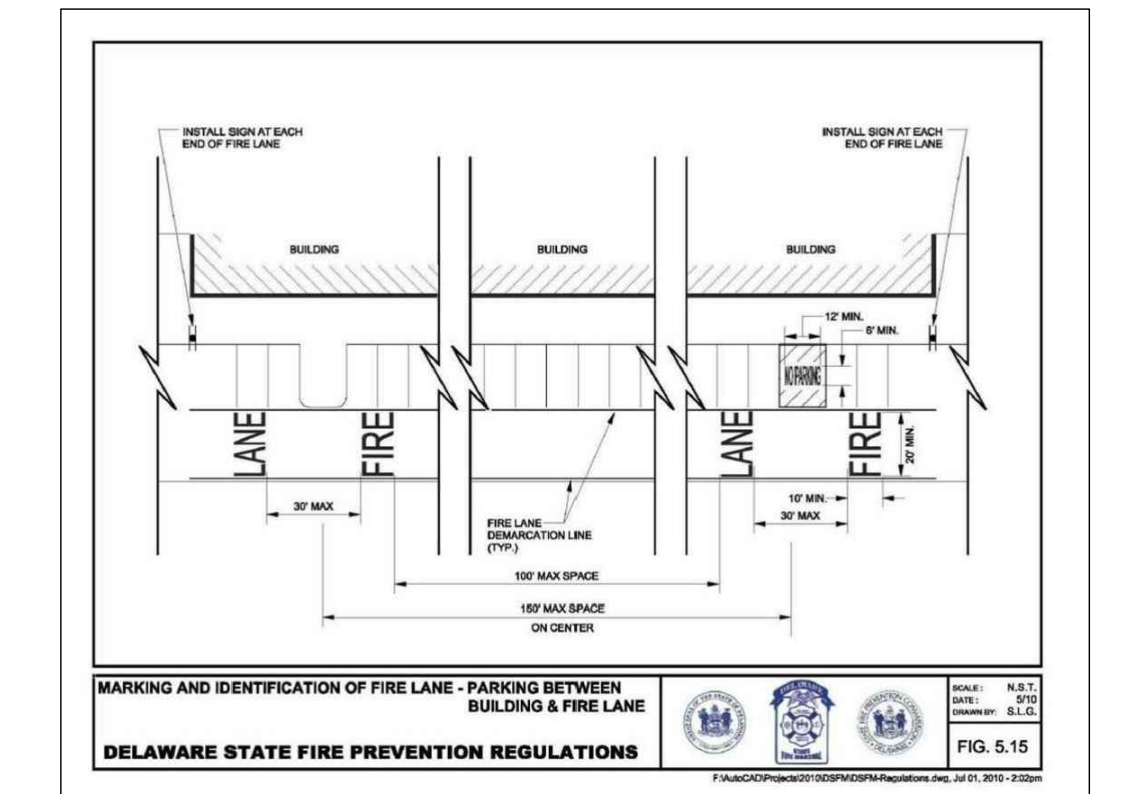 INSTALL SIGN AT EACH
END OF FIRE LANE
INSTALL SIGN AT EACH
END OF FIRE LANE
BUILDING
BUILDING
BUILDING
12' MIN.
6' MIN.
NO PARKING
LANE
FIRE
LANE
FIRE
20' MIN.
10' MIN.
30' MAX
30' MAX
FIRE LANE
DEMARCATION LINE
(TYP.)
100' MAX SPACE
150' MAX SPACE
ON CENTER
MARKING AND IDENTIFICATION OF FIRE LANE - PARKING BETWEEN
BUILDING & FIRE LANE
DELAWARE STATE FIRE PREVENTION REGULATIONS
SCALE: N.S.T.
DATE: 5/10
DRAWN BY: S.L.G.
FIG. 5.15
F:\AutoCAD\Projects\2010\DSFM\DSFM-Regulations.dwg, Jul 01, 2010 - 2:02pm